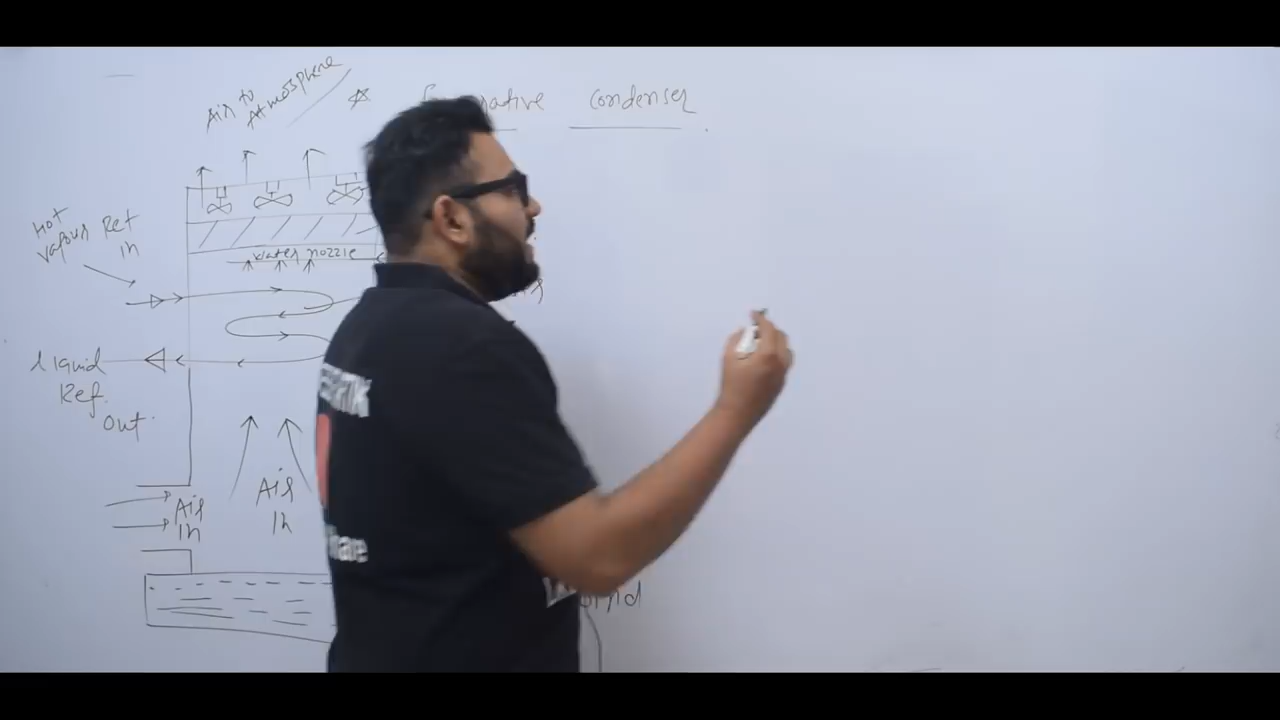 Air to
Atmosphere
condenser
Hot
vapour Ref
in
water nozzle
liquid
Ref.
out.
Air
in
Air
in